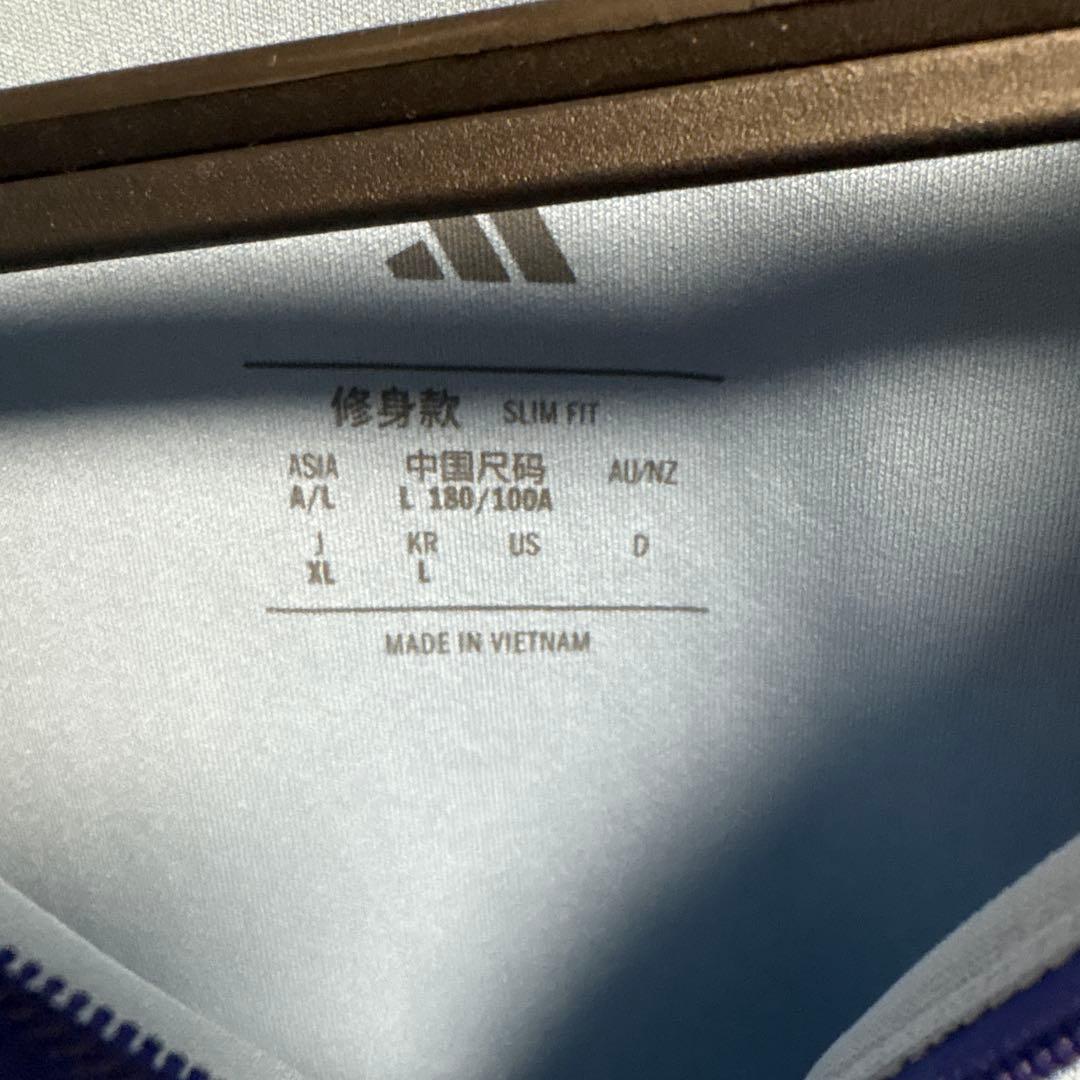 修身款 SLIM FIT
ASIA 中国尺码 AU/NZ
A/L L 180/100A
J KR US D
XL L
MADE IN VIETNAM